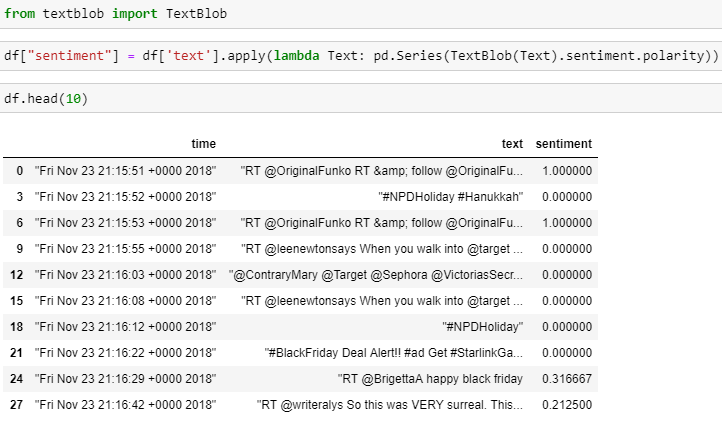 from textblob import TextBlob
df["sentiment"] = df['text'].apply(lambda Text: pd.Series(TextBlob(Text).sentiment.polarity))
df.head(10)
time text sentiment
0 "Fri Nov 23 21:15:51 +0000 2018" "RT @OriginalFunko RT &amp; follow @OriginalFu... 1.000000
3 "Fri Nov 23 21:15:52 +0000 2018" "#NPDHoliday #Hanukkah" 0.000000
6 "Fri Nov 23 21:15:53 +0000 2018" "RT @OriginalFunko RT &amp; follow @OriginalFu... 1.000000
9 "Fri Nov 23 21:15:55 +0000 2018" "RT @leenewtonsays When you walk into @target ... 0.000000
12 "Fri Nov 23 21:16:03 +0000 2018" "@ContraryMary @Target @Sephora @VictoriasSecr... 0.000000
15 "Fri Nov 23 21:16:08 +0000 2018" "RT @leenewtonsays When you walk into @target ... 0.000000
18 "Fri Nov 23 21:16:12 +0000 2018" "#NPDHoliday" 0.000000
21 "Fri Nov 23 21:16:22 +0000 2018" "#BlackFriday Deal Alert!! #ad Get #StarlinkGa... 0.000000
24 "Fri Nov 23 21:16:29 +0000 2018" "RT @BrigettaA happy black friday 0.316667
27 "Fri Nov 23 21:16:42 +0000 2018" "RT @writeralys So this was VERY surreal. This... 0.212500